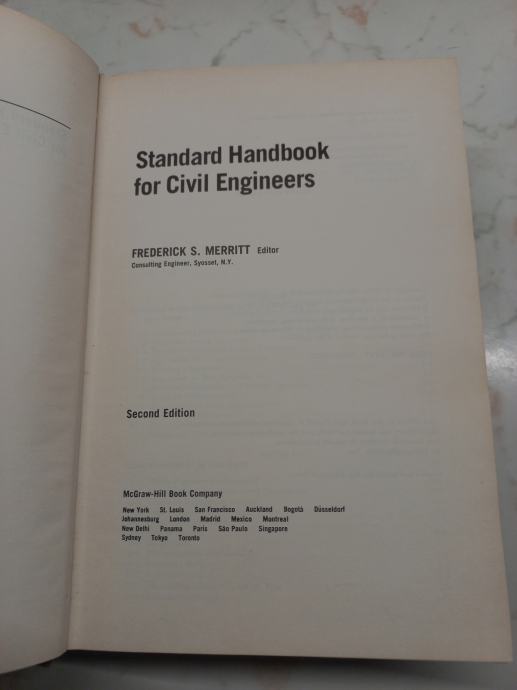 Standard Handbook
for Civil Engineers
FREDERICK S. MERRITT Editor
Consulting Engineer, Syosset, N.Y.
Second Edition
McGraw-Hill Book Company
New York St. Louis San Francisco Auckland Bogotá Düsseldorf
Johannesburg London Madrid Mexico Montreal
New Delhi Panama Paris São Paulo Singapore
Sydney Tokyo Toronto